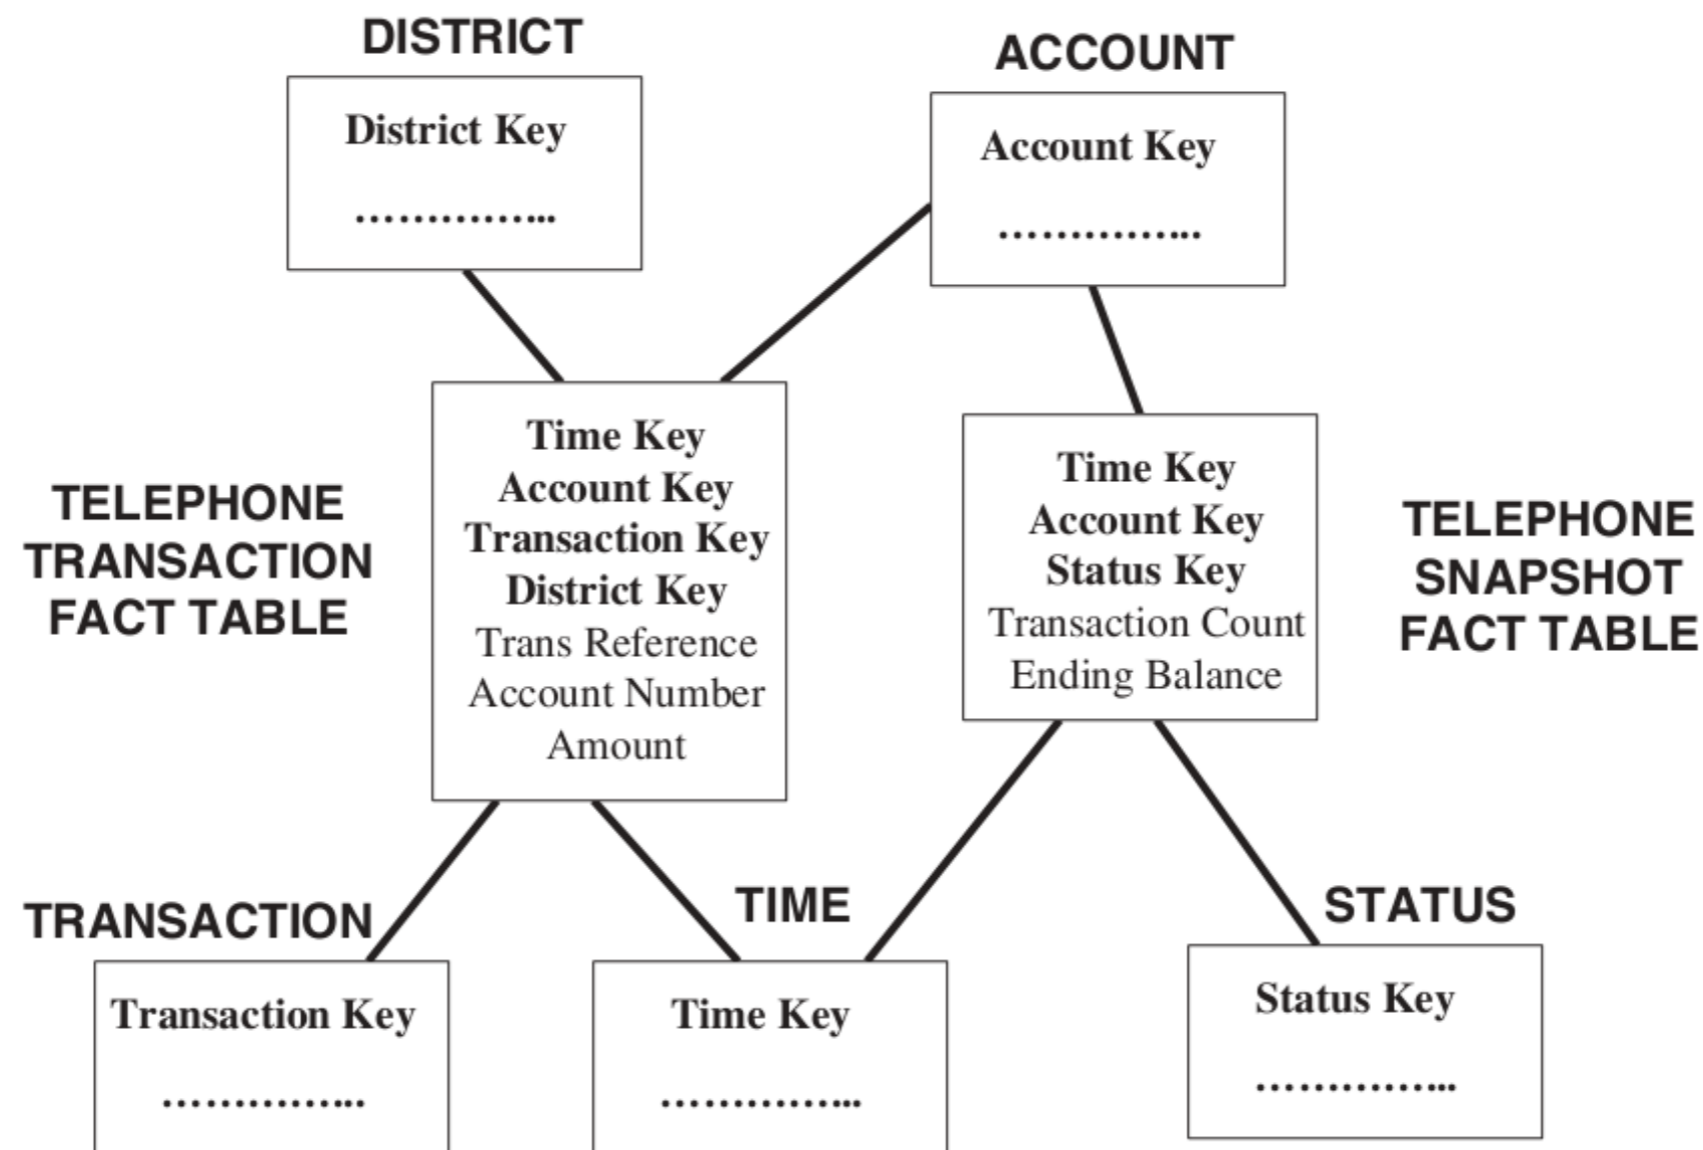 DISTRICT
District Key
................
ACCOUNT
Account Key
................
TELEPHONE
TRANSACTION
FACT TABLE
Time Key
Account Key
Transaction Key
District Key
Trans Reference
Account Number
Amount
Time Key
Account Key
Status Key
Transaction Count
Ending Balance
TELEPHONE
SNAPSHOT
FACT TABLE
TRANSACTION
Transaction Key
................
TIME
Time Key
................
STATUS
Status Key
................